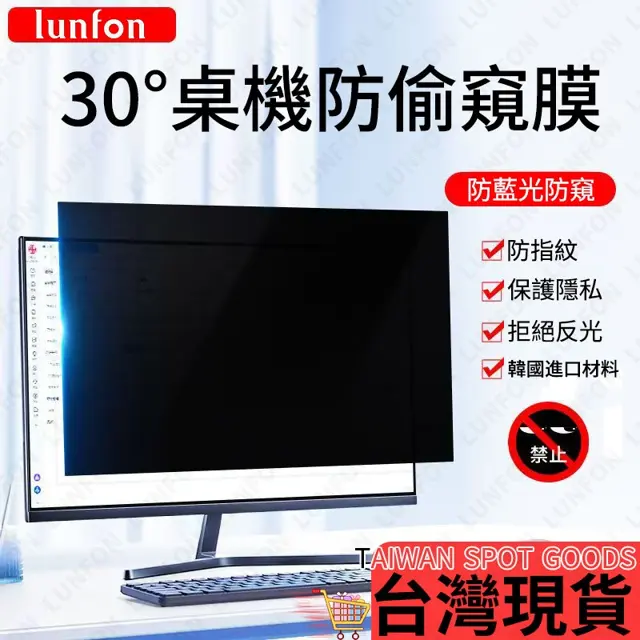 lunfon
30°桌機防偷窺膜
防藍光防窺
防指紋
保護隱私
拒絕反光
韓國進口材料
禁止
TAIWAN SPOT GOODS
台灣現貨
LUNFON